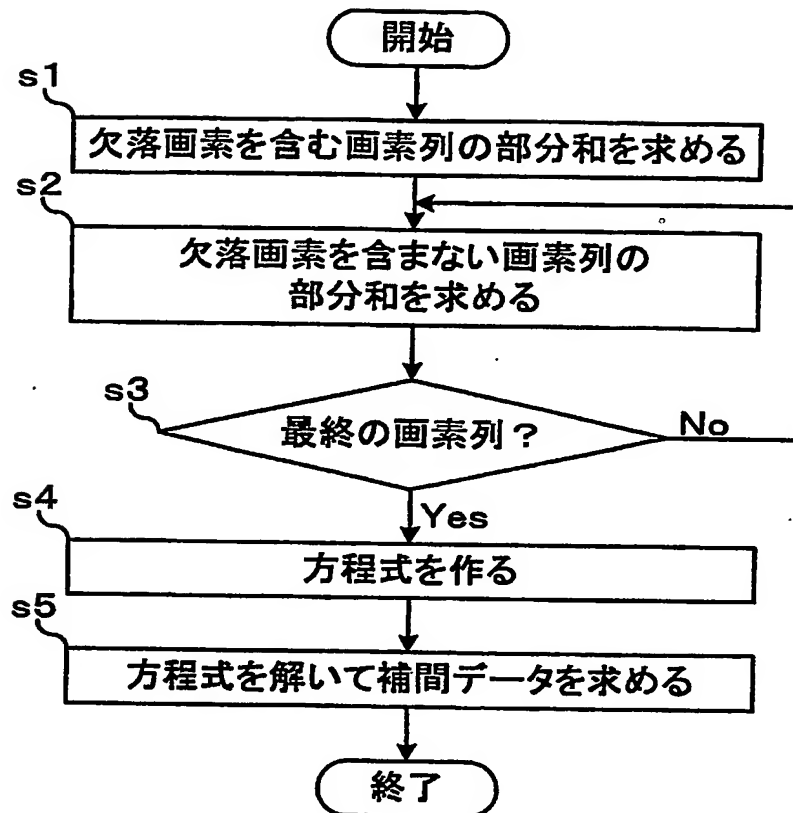 開始
s1
欠落画素を含む画素列の部分和を求める
s2
欠落画素を含まない画素列の
部分和を求める
s3
最終の画素列？
No
Yes
s4
方程式を作る
s5
方程式を解いて補間データを求める
終了